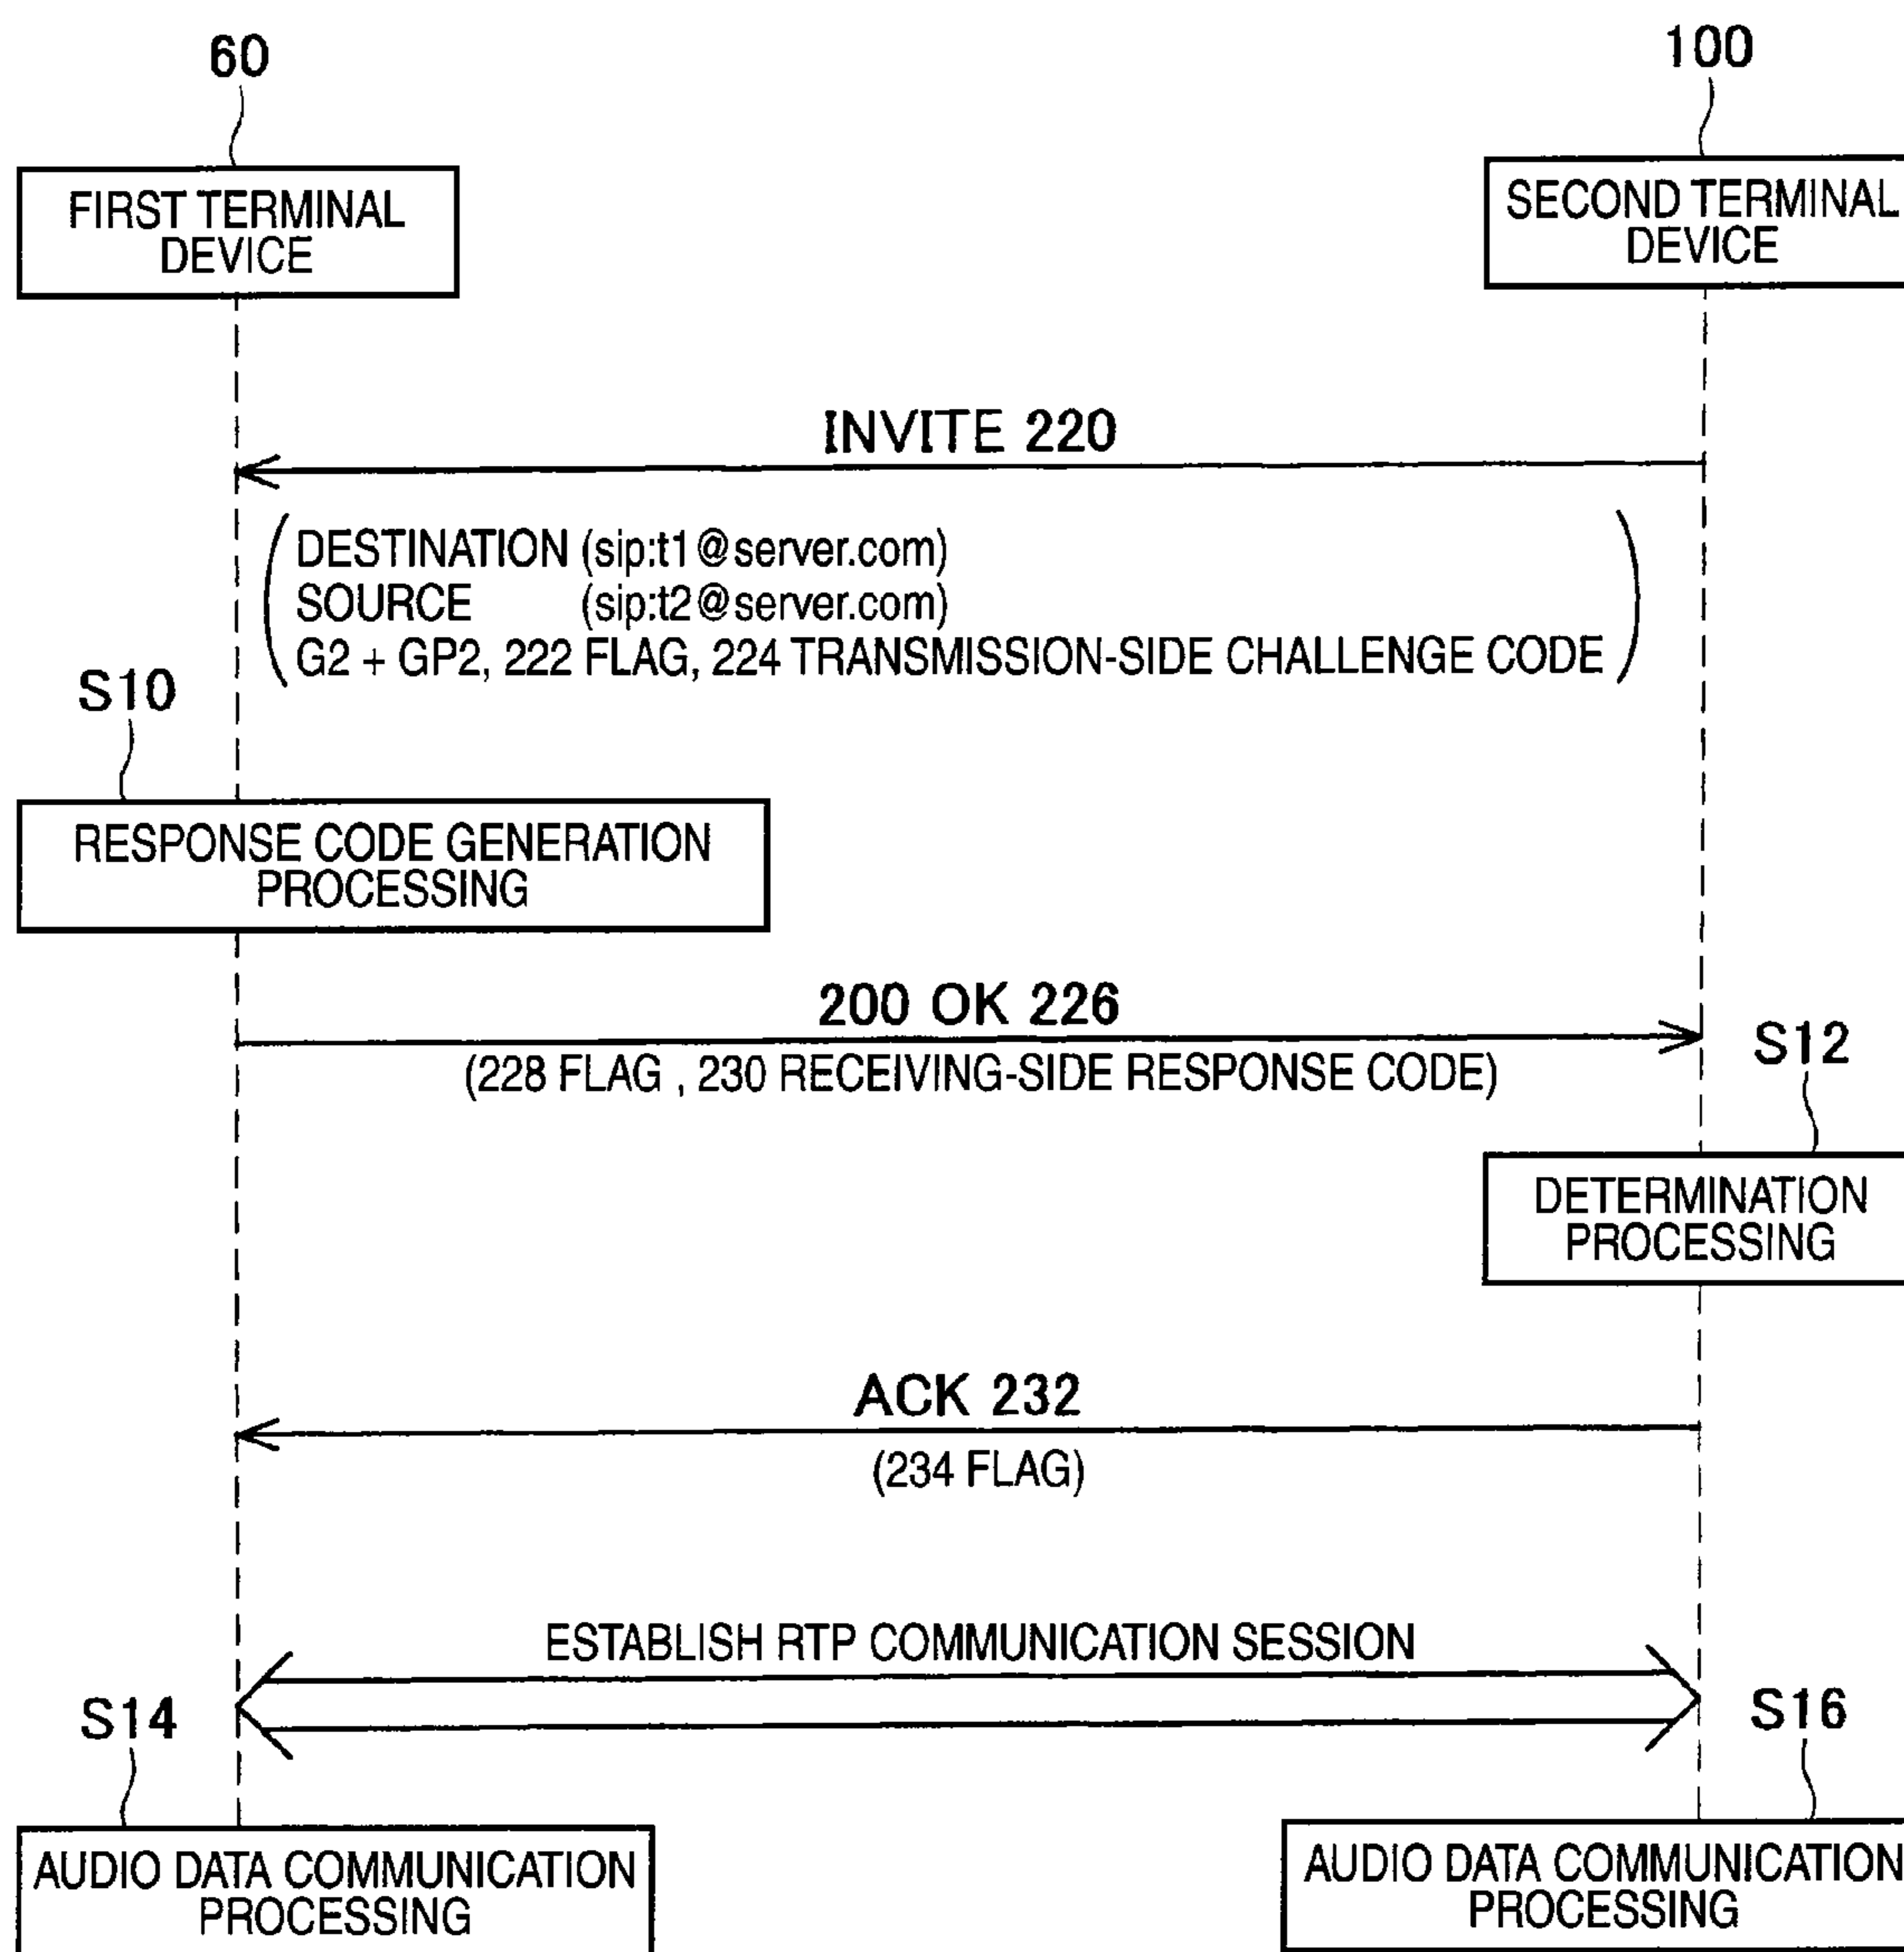 60
100
FIRST TERMINAL
DEVICE
SECOND TERMINAL
DEVICE
INVITE 220
DESTINATION (sip:t1@server.com)
SOURCE (sip:t2@server.com)
G2 + GP2, 222 FLAG, 224 TRANSMISSION-SIDE CHALLENGE CODE
S10
RESPONSE CODE GENERATION
PROCESSING
200 OK 226
(228 FLAG , 230 RECEIVING-SIDE RESPONSE CODE)
S12
DETERMINATION
PROCESSING
ACK 232
(234 FLAG)
ESTABLISH RTP COMMUNICATION SESSION
S14
S16
AUDIO DATA COMMUNICATION
PROCESSING
AUDIO DATA COMMUNICATION
PROCESSING